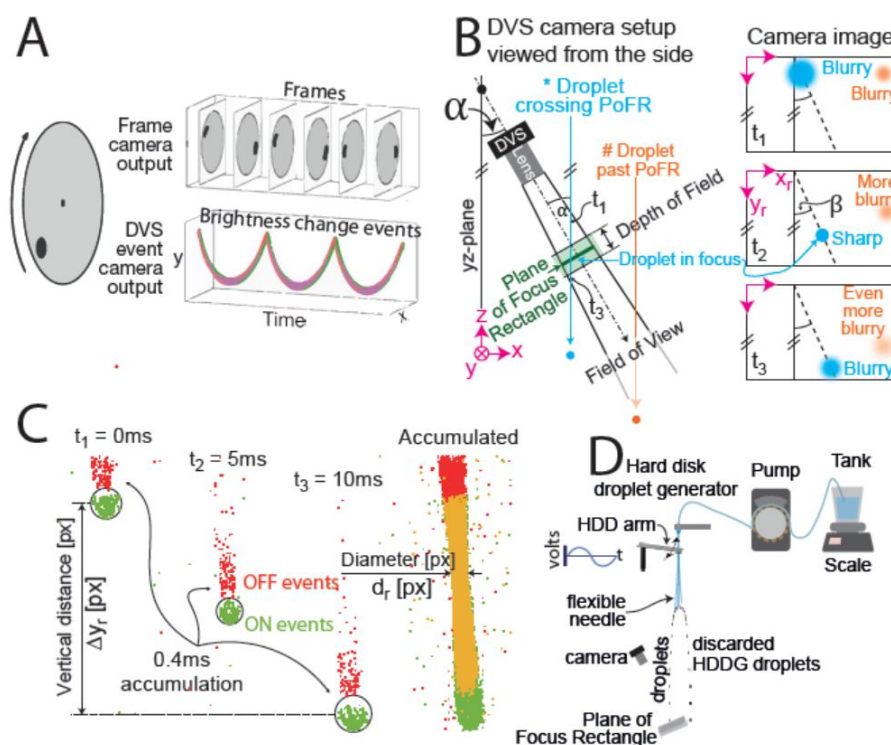 A
Frames
Frame
camera
output
DVS
event
camera
output
Brightness change events
y
Time
x
B
DVS camera setup
viewed from the side
* Droplet
crossing PoFR
α
DVS
Lens
# Droplet
past PoFR
α
t1
Depth of Field
yz-plane
Droplet in focus
Plane
of Focus
Rectangle
t3
z
Field of View
y
x
Camera image
Blurry
Blurry
t1
xr
yr
More
blurry
β
Sharp
t2
Even
more
blurry
t3
Blurry
C
t1 = 0ms
t2 = 5ms
t3 = 10ms
Accumulated
Vertical distance [px]
Δyr [px]
OFF events
ON events
0.4ms
accumulation
Diameter [px]
dr [px]
D
Hard disk
droplet generator
Pump
Tank
HDD arm
volts
t
Scale
flexible
needle
camera
droplets
discarded
HDDG droplets
Plane of
Focus Rectangle